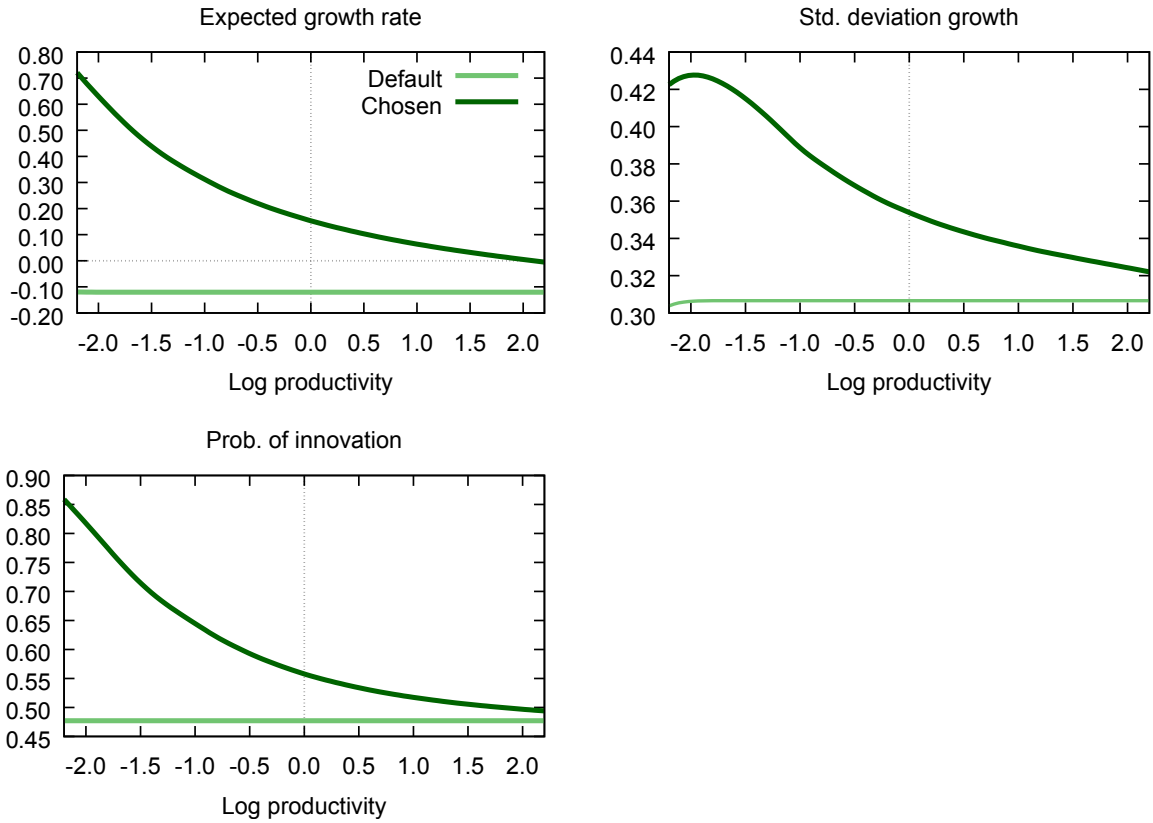 Expected growth rate
0.80
0.70
0.60
0.50
0.40
0.30
0.20
0.10
0.00
-0.10
-0.20
Default
Chosen
-2.0 -1.5 -1.0 -0.5 0.0 0.5 1.0 1.5 2.0
Log productivity
Std. deviation growth
0.44
0.42
0.40
0.38
0.36
0.34
0.32
0.30
-2.0 -1.5 -1.0 -0.5 0.0 0.5 1.0 1.5 2.0
Log productivity
Prob. of innovation
0.90
0.85
0.80
0.75
0.70
0.65
0.60
0.55
0.50
0.45
-2.0 -1.5 -1.0 -0.5 0.0 0.5 1.0 1.5 2.0
Log productivity